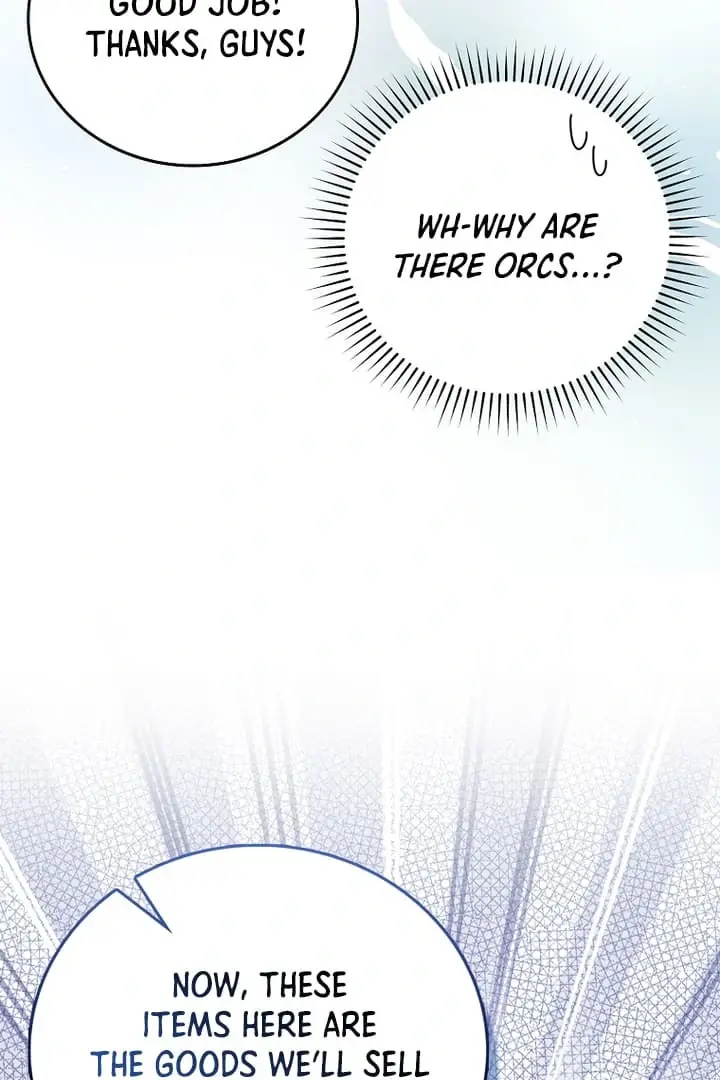 GOOD JOB!
THANKS, GUYS!
WH-WHY ARE
THERE ORCS...?
NOW, THESE
ITEMS HERE ARE
THE GOODS WE'LL SELL